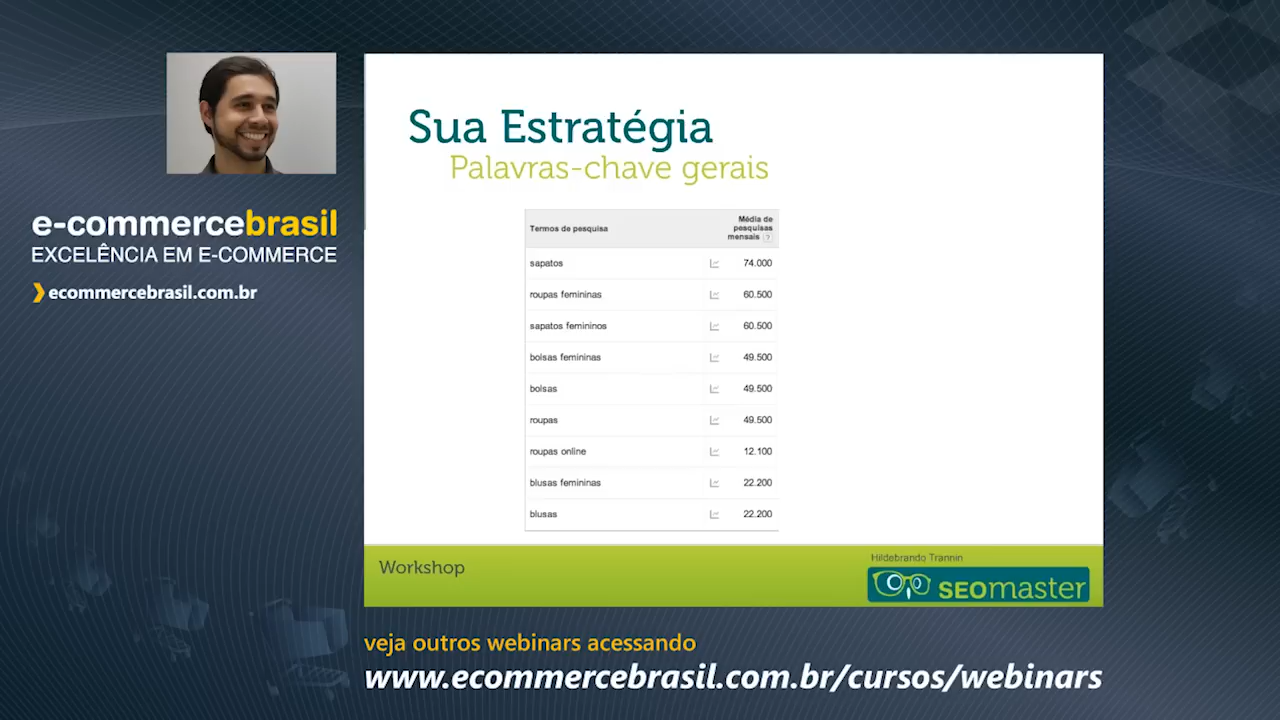 e-commercebrasil
EXCELÊNCIA EM E-COMMERCE
ecommercebrasil.com.br
Sua Estratégia
Palavras-chave gerais
Termos de pesquisa
Média de
pesquisas
mensais ?
sapatos 74.000
roupas femininas 60.500
sapatos femininos 60.500
bolsas femininas 49.500
bolsas 49.500
roupas 49.500
roupas online 12.100
blusas femininas 22.200
blusas 22.200
Workshop
Hildebrando Trannin
SEOmaster
veja outros webinars acessando
www.ecommercebrasil.com.br/cursos/webinars